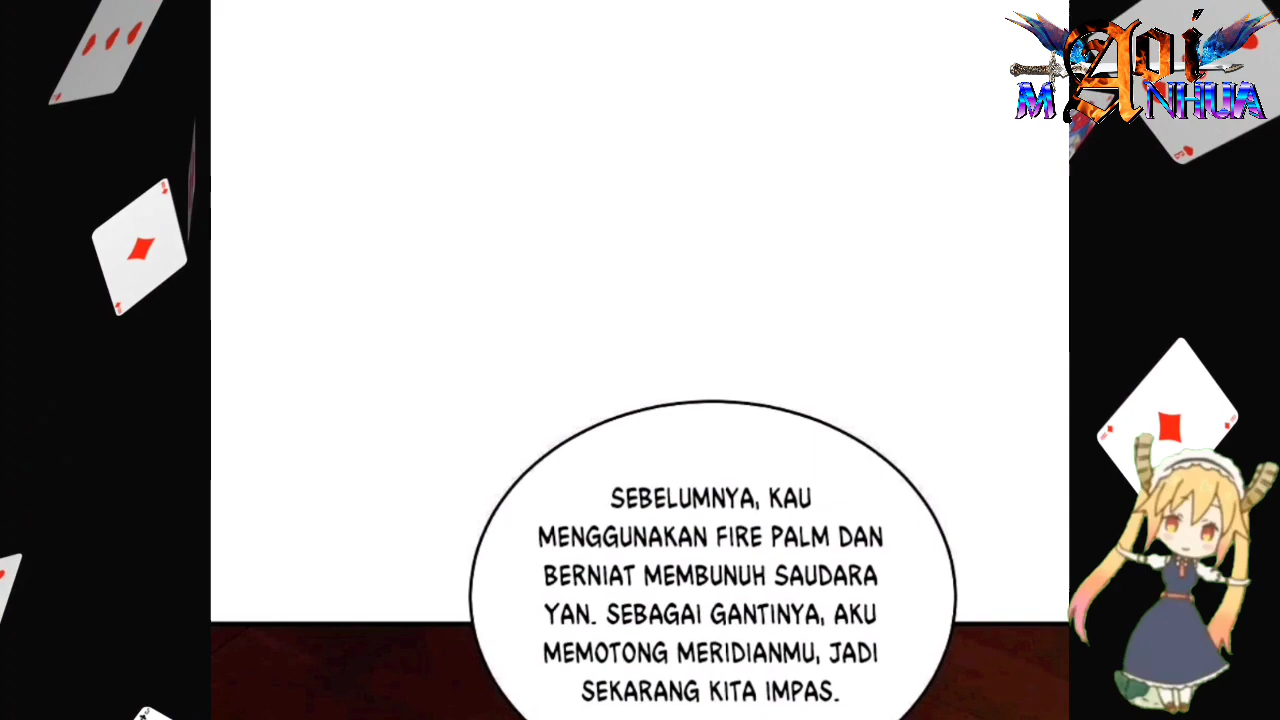 Api
MANHUA
SEBELUMNYA, KAU
MENGGUNAKAN FIRE PALM DAN
BERNIAT MEMBUNUH SAUDARA
YAN. SEBAGAI GANTINYA, AKU
MEMOTONG MERIDIANMU, JADI
SEKARANG KITA IMPAS.